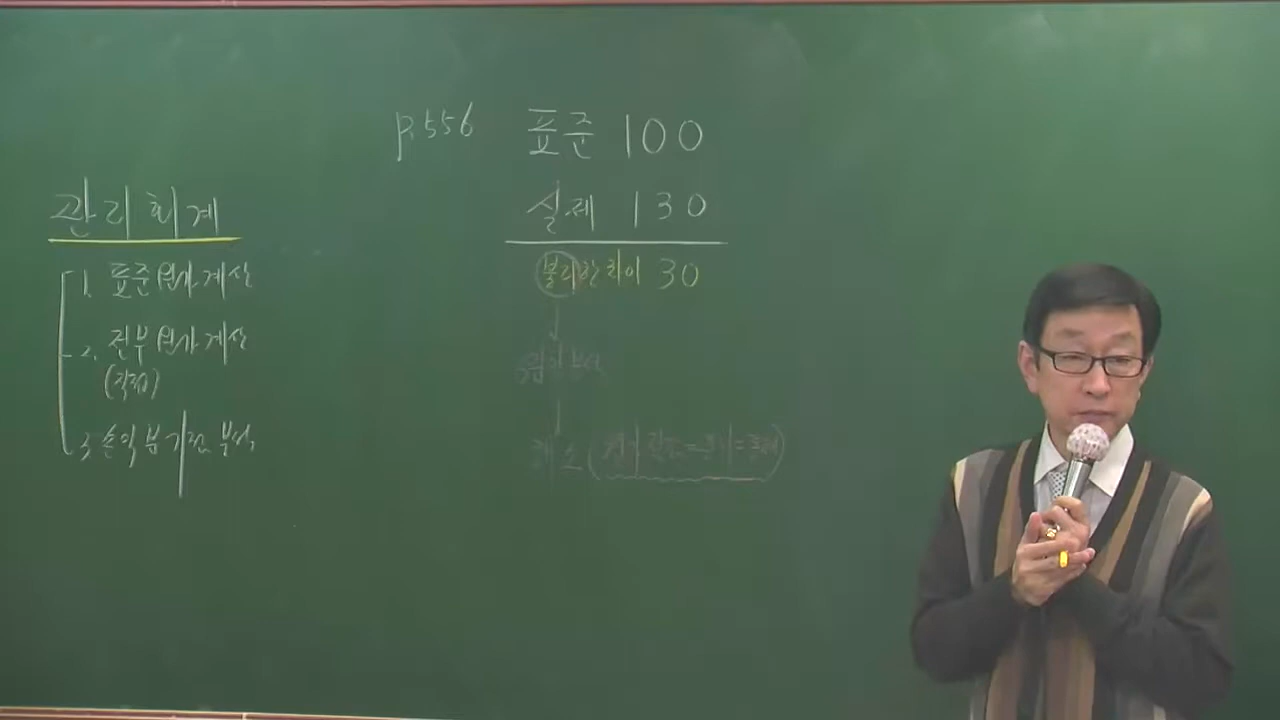 관리회계
1. 표준원가계산
2. 전부원가계산
(직접)
3. 손익분기점 분석
p.556 표준 100
실제 130
불리한 차이 30